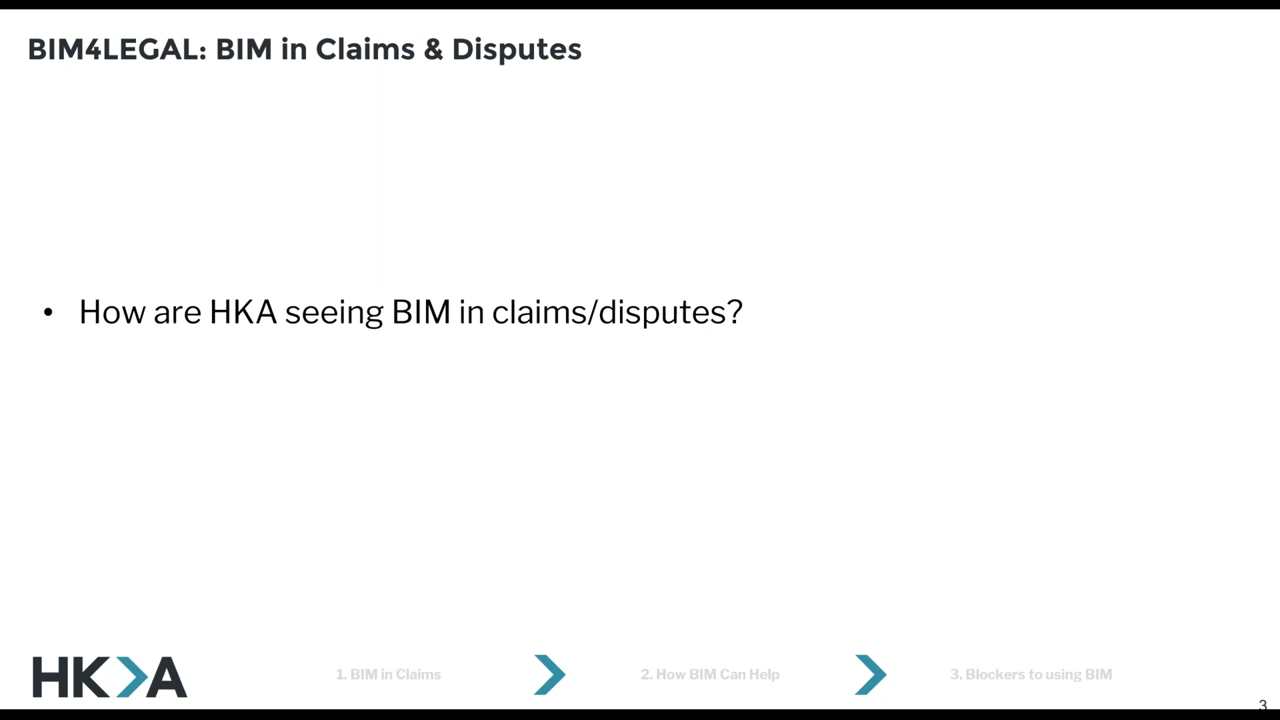 BIM4LEGAL: BIM in Claims & Disputes
• How are HKA seeing BIM in claims/disputes?
HKA 1. BIM in Claims 2. How BIM Can Help 3. Blockers to using BIM
3